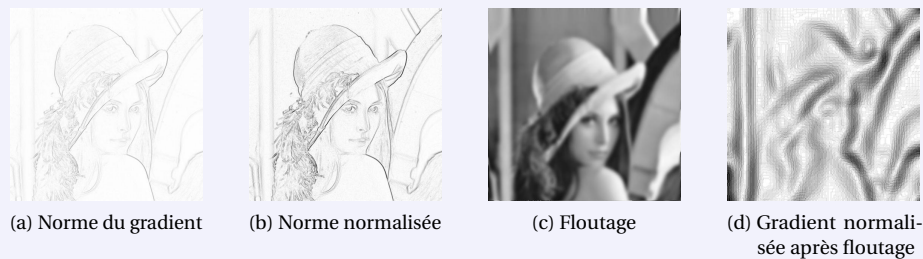 (a) Norme du gradient
(b) Norme normalisée
(c) Floutage
(d) Gradient normali-
sée après floutage